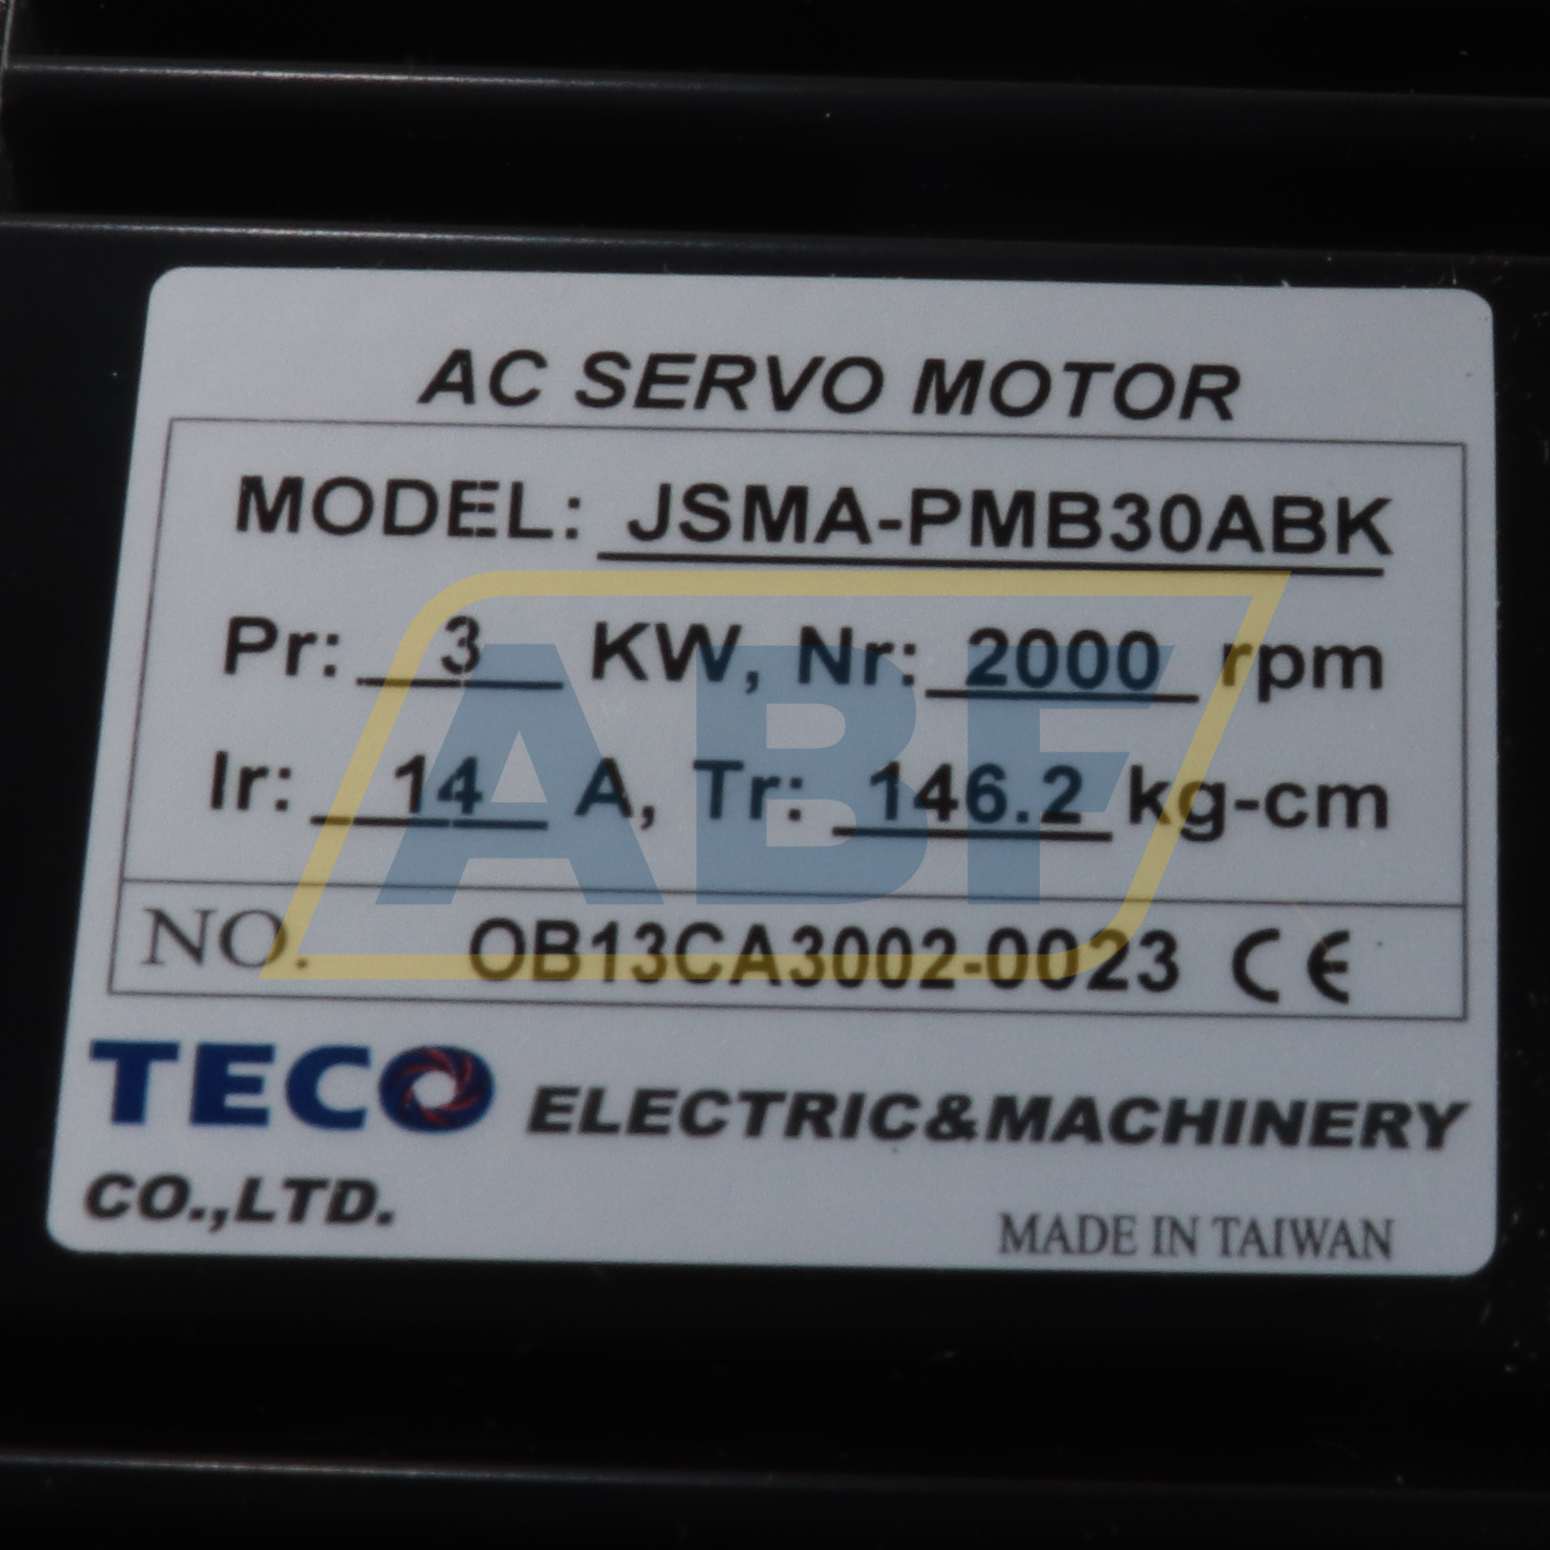 AC SERVO MOTOR
MODEL: JSMA-PMB30ABK
Pr: 3 KW, Nr: 2000 rpm
Ir: 14 A, Tr: 146.2 kg-cm
ABF
NO. OB13CA3002-0023 CE
TECO ELECTRIC&MACHINERY
CO.,LTD.
MADE IN TAIWAN